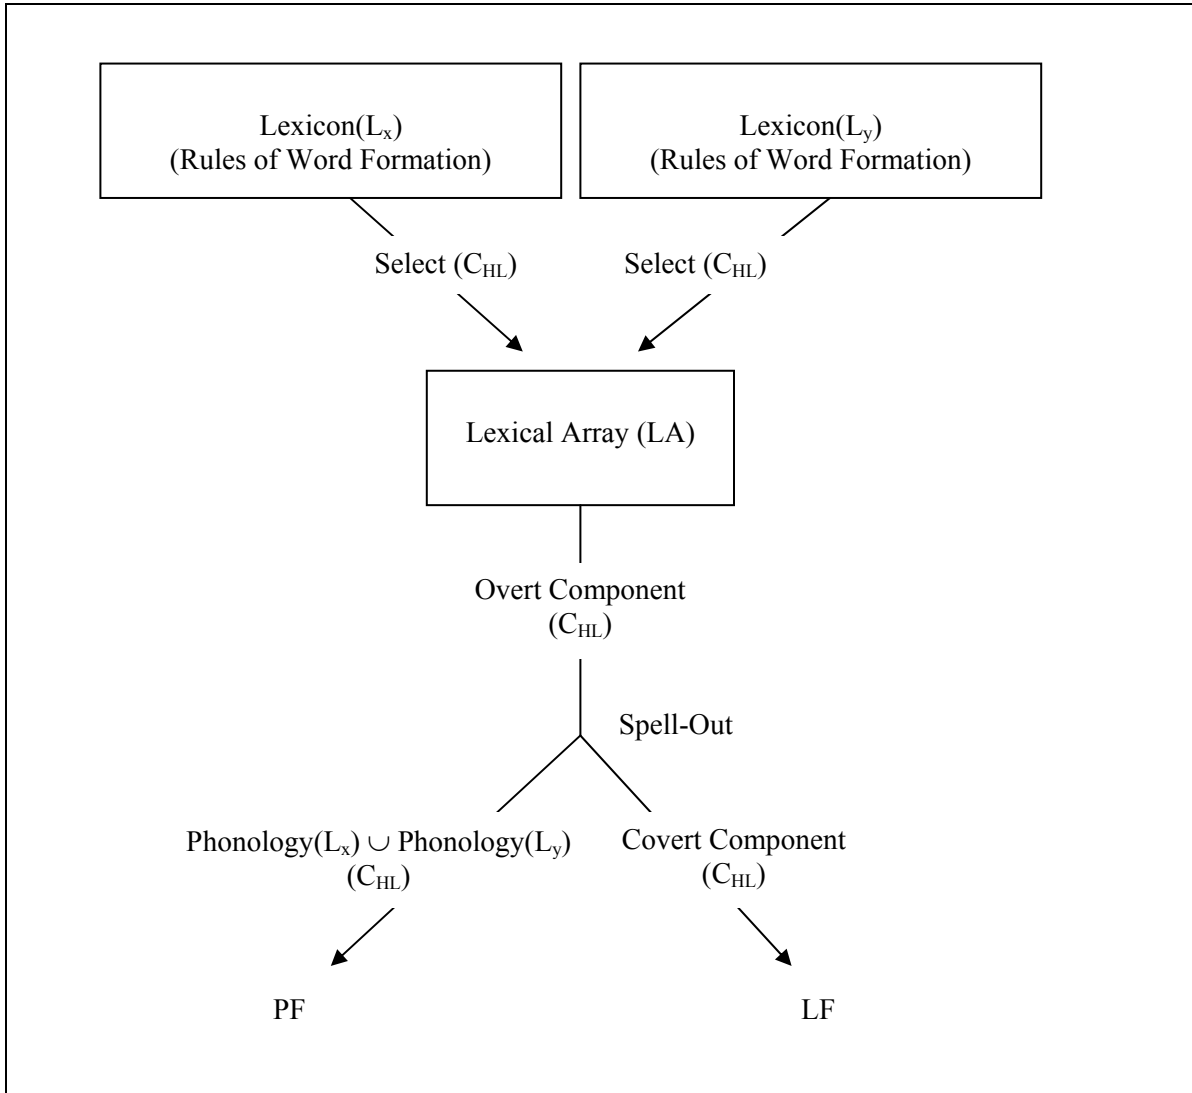 Lexicon(Lx)
(Rules of Word Formation)
Lexicon(Ly)
(Rules of Word Formation)
Select (CHL)
Select (CHL)
Lexical Array (LA)
Overt Component
(CHL)
Spell-Out
Phonology(Lx) ∪ Phonology(Ly)
(CHL)
Covert Component
(CHL)
PF
LF